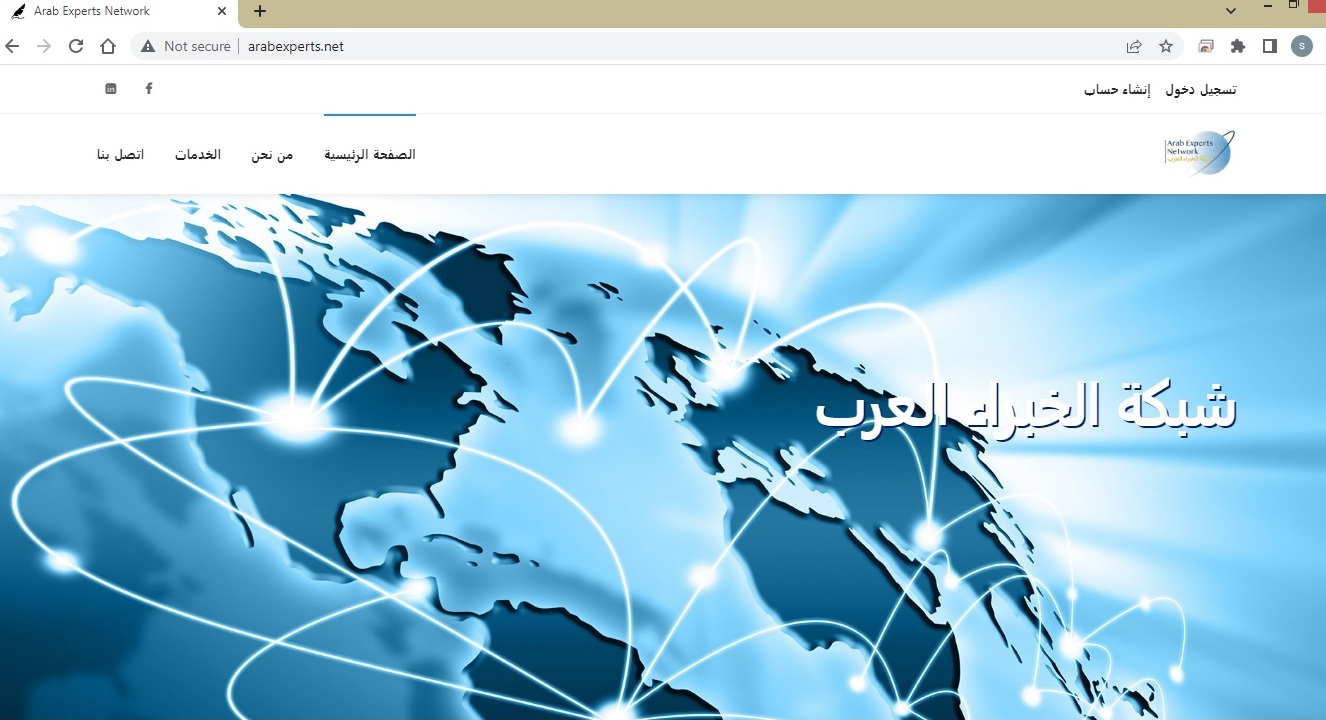 Arab Experts Network
Not secure
arabexperts.net
S
تسجيل دخول
إنشاء حساب
Arab Experts
Network
شبكة الخبراء العرب
الصفحة الرئيسية
من نحن
الخدمات
اتصل بنا
شبكة الخبراء العرب